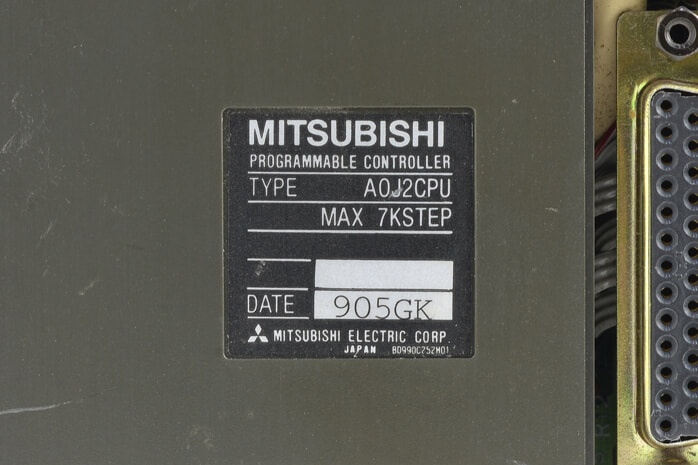 MITSUBISHI
PROGRAMMABLE CONTROLLER
TYPE A0J2CPU
MAX 7KSTEP
DATE 905GK
MITSUBISHI ELECTRIC CORP.
JAPAN BD990C252H01